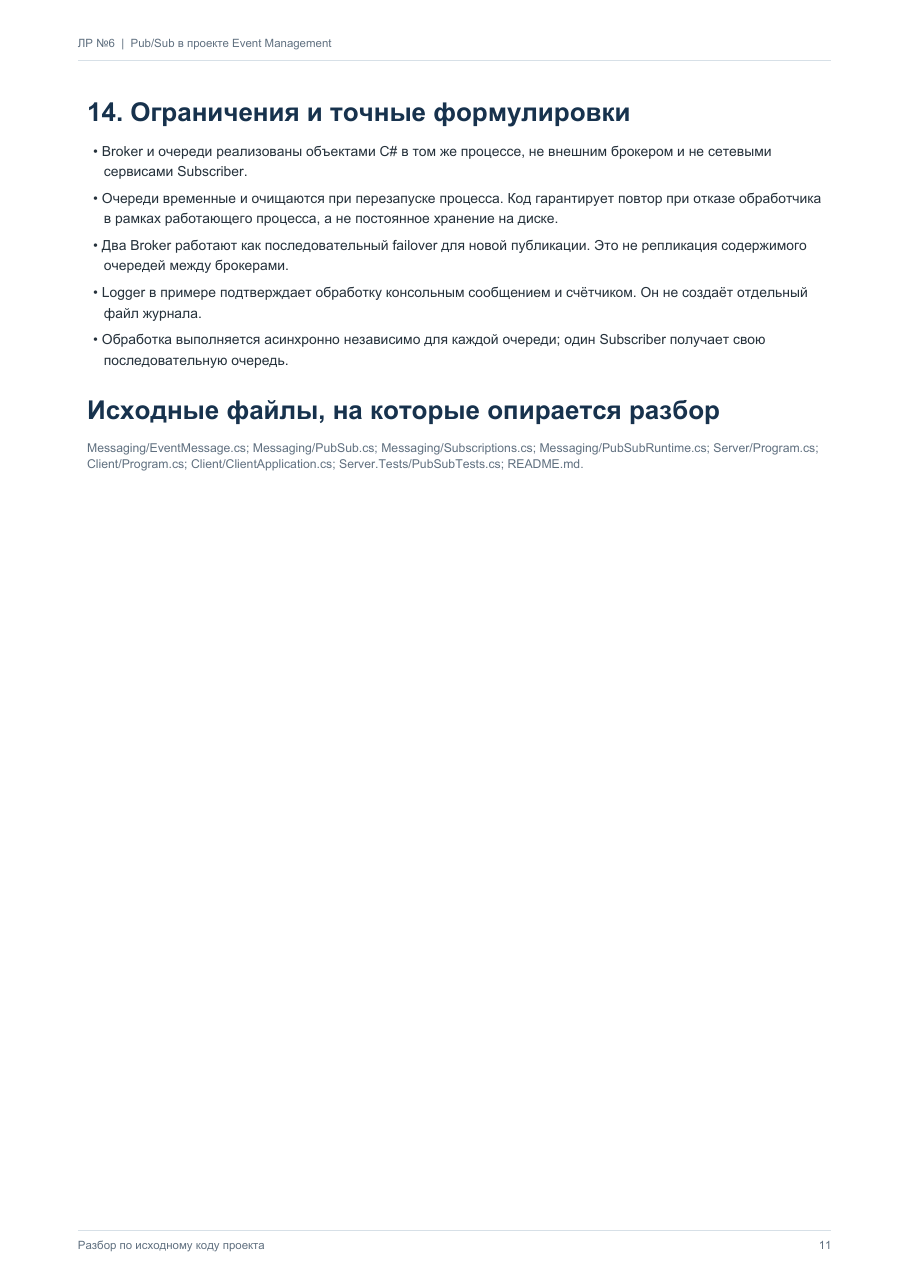 ЛР №6 | Pub/Sub в проекте Event Management
14. Ограничения и точные формулировки
• Broker и очереди реализованы объектами C# в том же процессе, не внешним брокером и не сетевыми
сервисами Subscriber.
• Очереди временные и очищаются при перезапуске процесса. Код гарантирует повтор при отказе обработчика
в рамках работающего процесса, а не постоянное хранение на диске.
• Два Broker работают как последовательный failover для новой публикации. Это не репликация содержимого
очередей между брокерами.
• Logger в примере подтверждает обработку консольным сообщением и счётчиком. Он не создаёт отдельный
файл журнала.
• Обработка выполняется асинхронно независимо для каждой очереди; один Subscriber получает свою
последовательную очередь.
Исходные файлы, на которые опирается разбор
Messaging/EventMessage.cs; Messaging/PubSub.cs; Messaging/Subscriptions.cs; Messaging/PubSubRuntime.cs; Server/Program.cs;
Client/Program.cs; Client/ClientApplication.cs; Server.Tests/PubSubTests.cs; README.md.
Разбор по исходному коду проекта
11